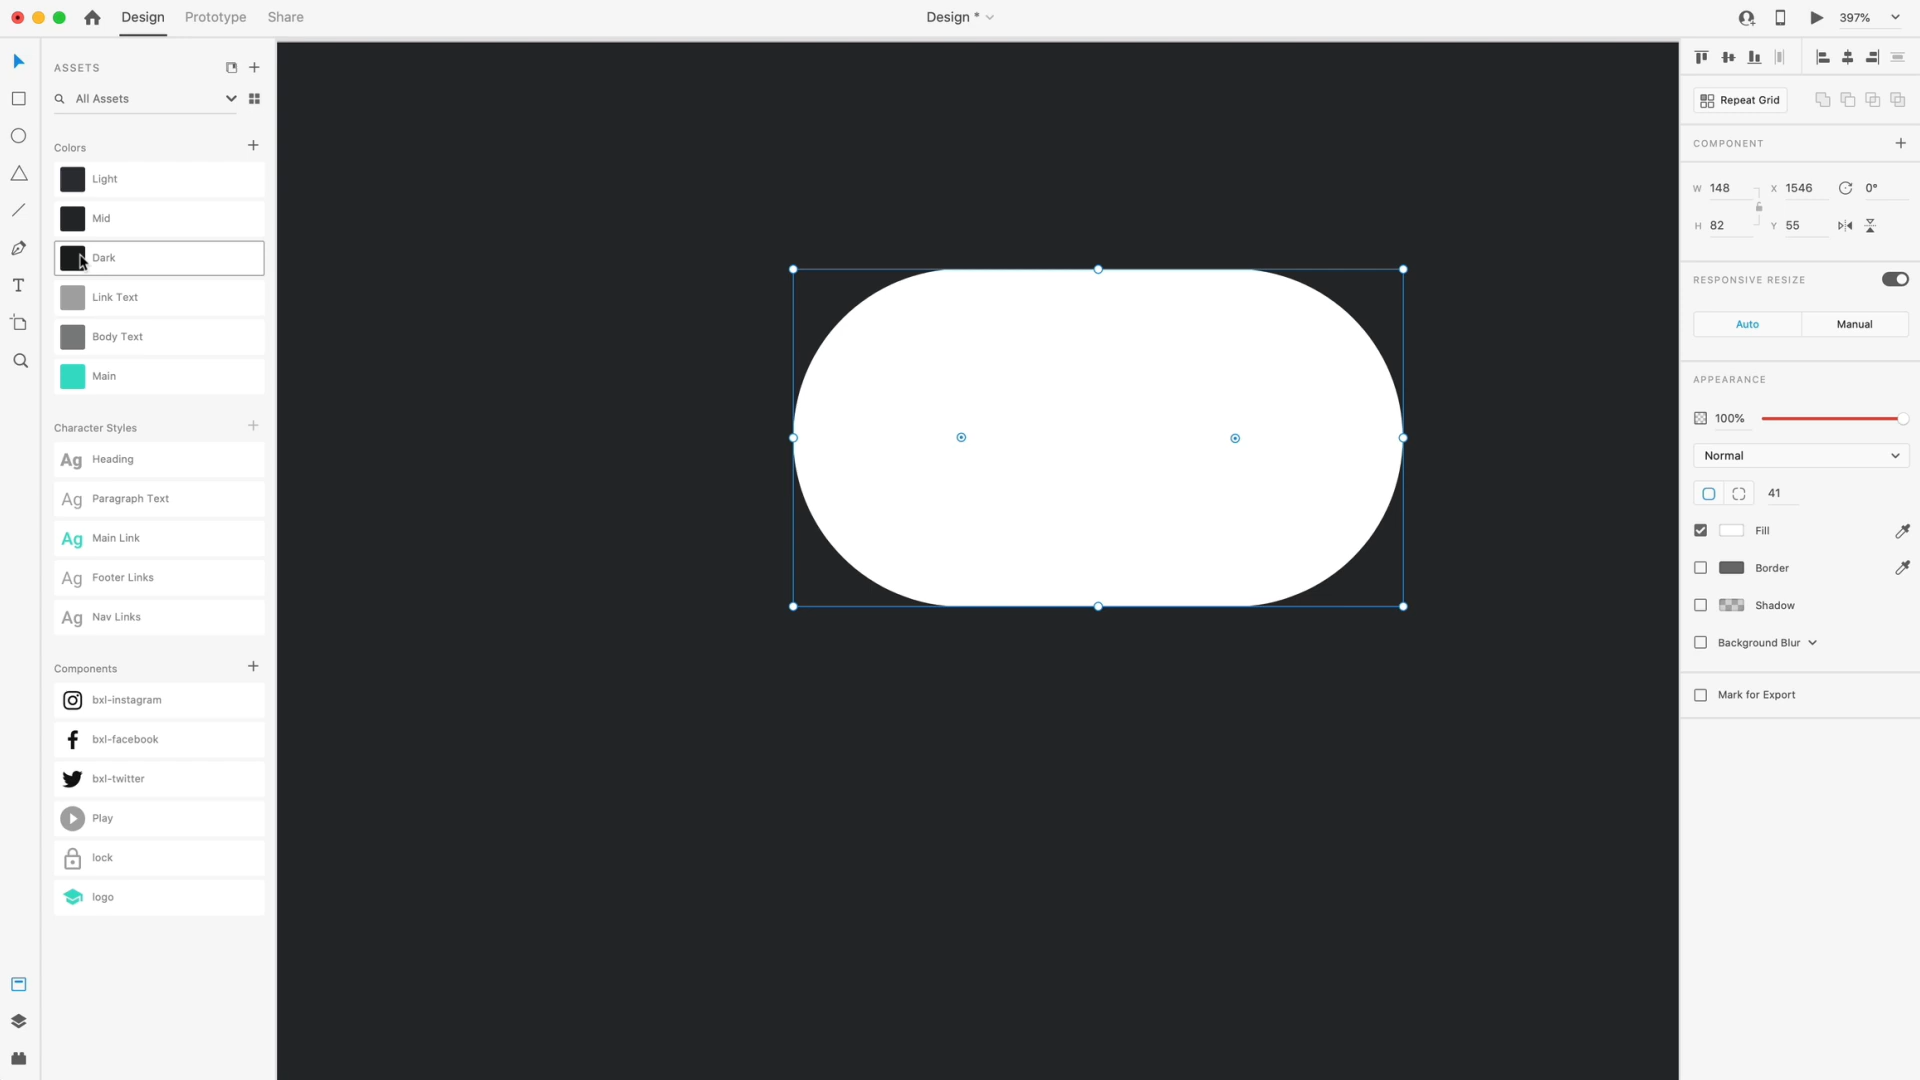 Design
Prototype
Share
Design *
397%
ASSETS
All Assets
Colors
Light
Mid
Dark
Link Text
Body Text
Main
Character Styles
Ag Heading
Ag Paragraph Text
Ag Main Link
Ag Footer Links
Ag Nav Links
Components
bxl-instagram
bxl-facebook
bxl-twitter
Play
lock
logo
Repeat Grid
COMPONENT
W 148 X 1546 0°
H 82 Y 55
RESPONSIVE RESIZE
Auto Manual
APPEARANCE
100%
Normal
41
Fill
Border
Shadow
Background Blur
Mark for Export